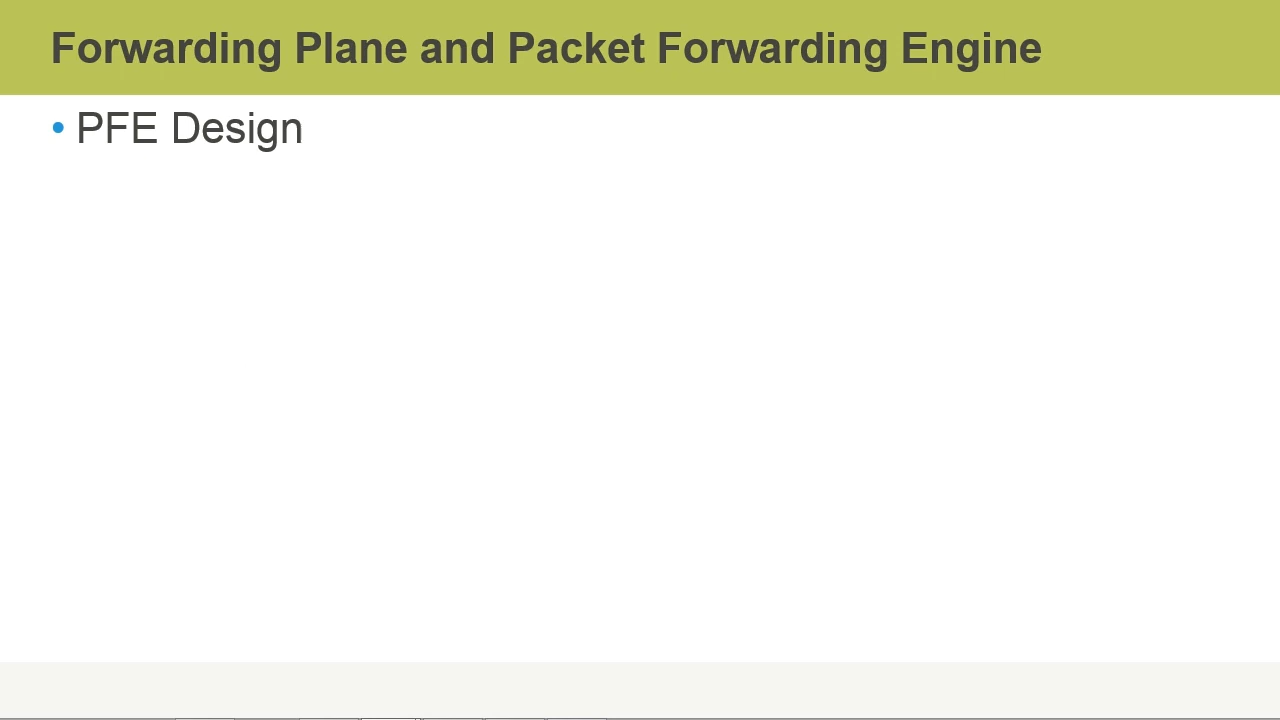 Forwarding Plane and Packet Forwarding Engine
• PFE Design